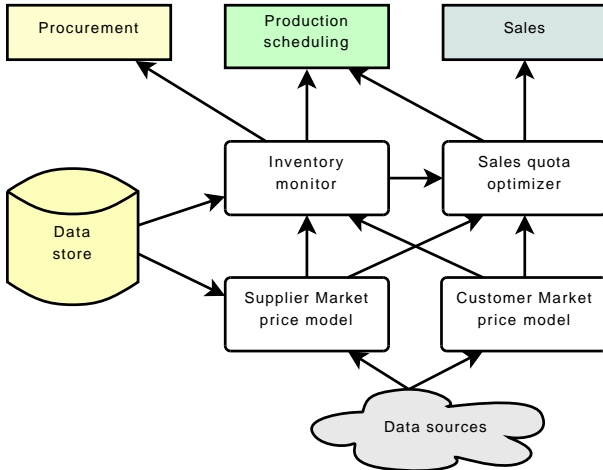 Procurement
Production
scheduling
Sales
Inventory
monitor
Sales quota
optimizer
Data
store
Supplier Market
price model
Customer Market
price model
Data sources